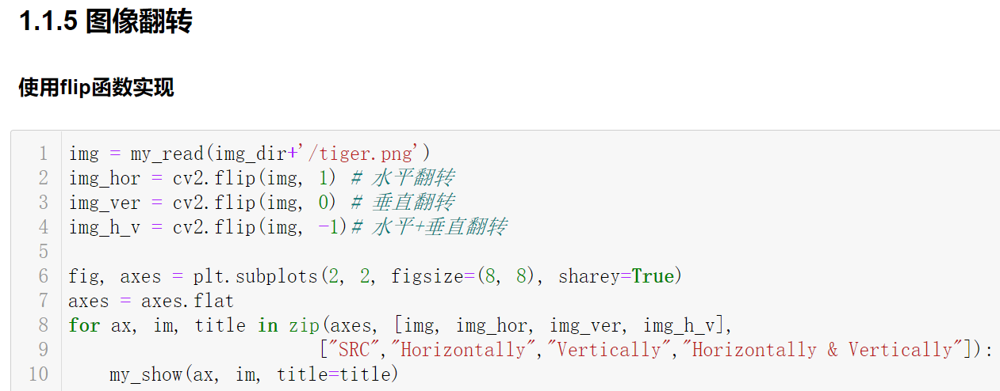 1.1.5 图像翻转
使用flip函数实现
1 img = my_read(img_dir+'/tiger.png')
2 img_hor = cv2.flip(img, 1) # 水平翻转
3 img_ver = cv2.flip(img, 0) # 垂直翻转
4 img_h_v = cv2.flip(img, -1)# 水平+垂直翻转
5
6 fig, axes = plt.subplots(2, 2, figsize=(8, 8), sharey=True)
7 axes = axes.flat
8 for ax, im, title in zip(axes, [img, img_hor, img_ver, img_h_v],
9                         ["SRC","Horizontally","Vertically","Horizontally & Vertically"]):
10     my_show(ax, im, title=title)